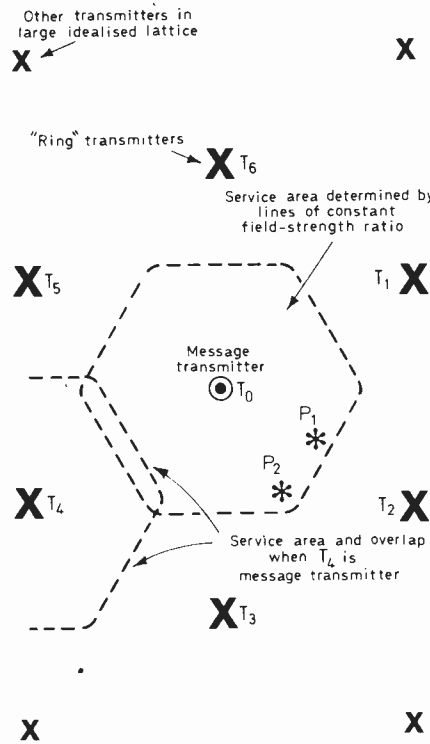 Other transmitters in
large idealised lattice
X
X
"Ring" transmitters
X T6
Service area determined by
lines of constant
field-strength ratio
X T5
T1 X
Message
transmitter
T0
P1
P2
X T4
T2 X
Service area and overlap
when T4 is
message transmitter
X T3
X
X